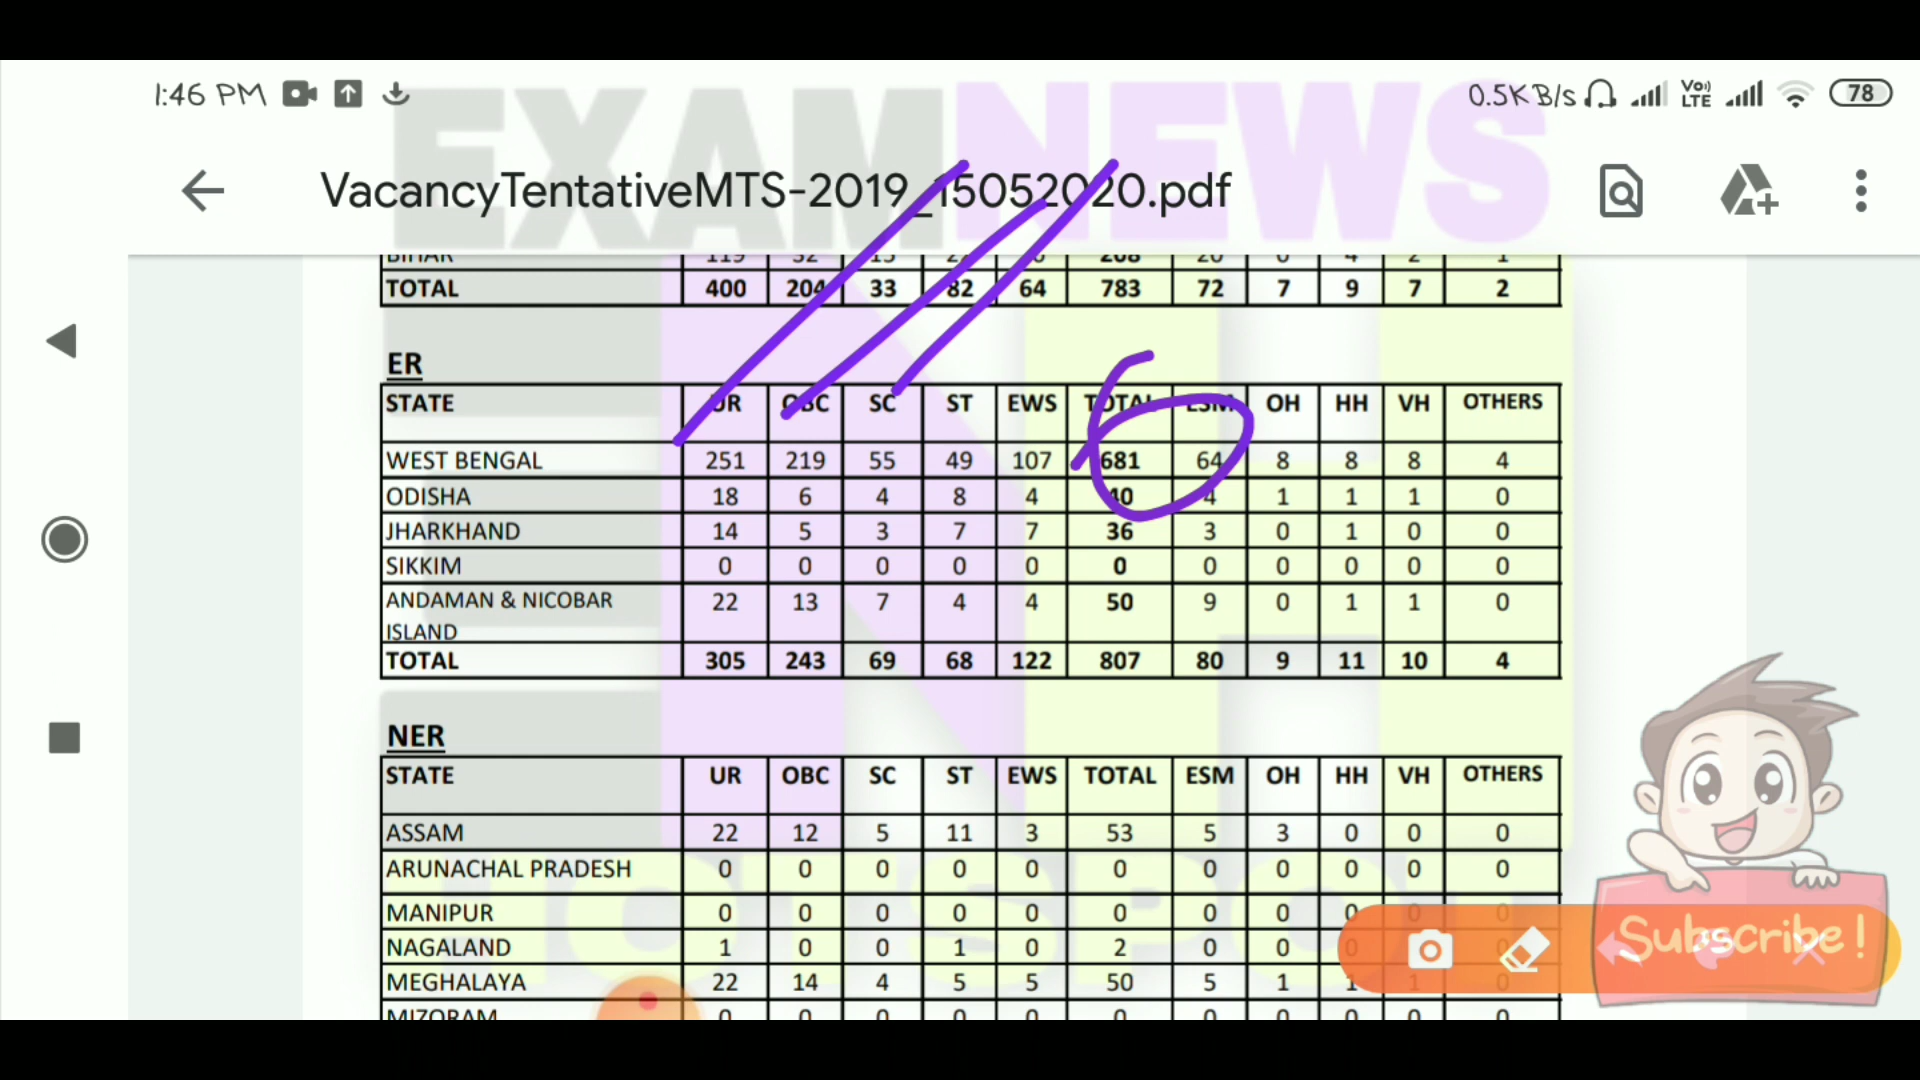 1:46 PM 0.5KB/s Vo) LTE 78
EXAMNEWS
VacancyTentativeMTS-2019_15052020.pdf
BIHAR 119 52 15 208 20 0 4 2 1
TOTAL 400 204 33 82 64 783 72 7 9 7 2
ER
STATE UR OBC SC ST EWS TOTAL ESM OH HH VH OTHERS
WEST BENGAL 251 219 55 49 107 681 64 8 8 8 4
ODISHA 18 6 4 8 4 40 4 1 1 1 0
JHARKHAND 14 5 3 7 7 36 3 0 1 0 0
SIKKIM 0 0 0 0 0 0 0 0 0 0 0
ANDAMAN & NICOBAR 22 13 7 4 4 50 9 0 1 1 0
ISLAND
TOTAL 305 243 69 68 122 807 80 9 11 10 4
NER
STATE UR OBC SC ST EWS TOTAL ESM OH HH VH OTHERS
ASSAM 22 12 5 11 3 53 5 3 0 0 0
ARUNACHAL PRADESH 0 0 0 0 0 0 0 0 0 0 0
MANIPUR 0 0 0 0 0 0 0 0 0 0 0
NAGALAND 1 0 0 1 0 2 0 0 0 0 0
Subscribe!
MEGHALAYA 22 14 4 5 5 50 5 1 1 1 0
MIZORAM 0 0 0 0 0 0 0 0 0 0 0